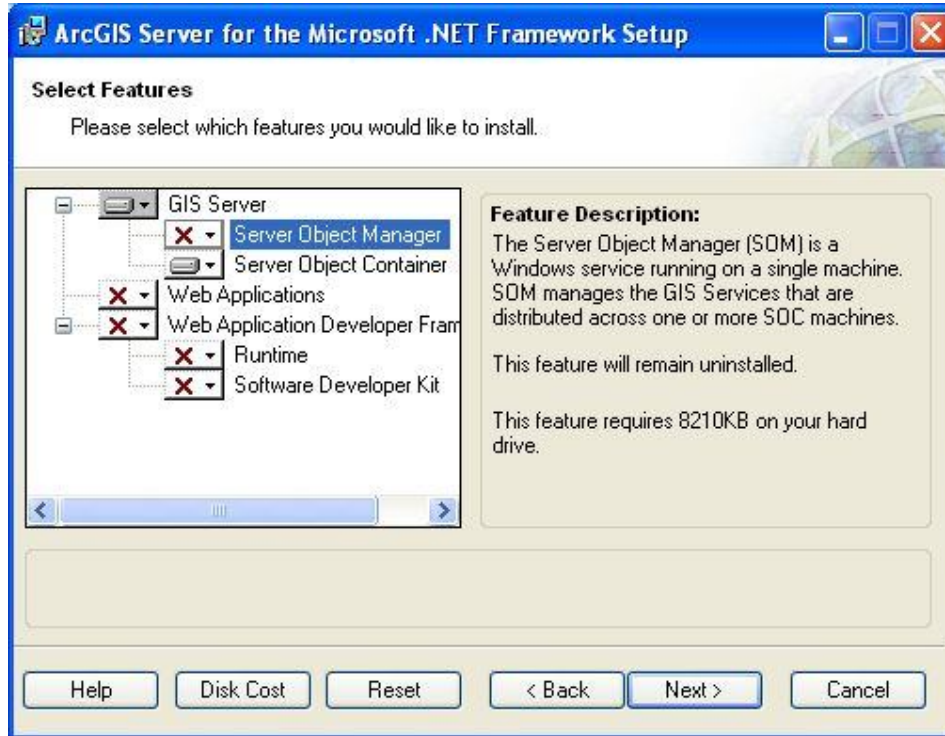 ArcGIS Server for the Microsoft .NET Framework Setup
Select Features
Please select which features you would like to install.
GIS Server
Server Object Manager
Server Object Container
Web Applications
Web Application Developer Fram
Runtime
Software Developer Kit
Feature Description:
The Server Object Manager (SOM) is a
Windows service running on a single machine.
SOM manages the GIS Services that are
distributed across one or more SOC machines.
This feature will remain uninstalled.
This feature requires 8210KB on your hard
drive.
Help
Disk Cost
Reset
< Back
Next >
Cancel